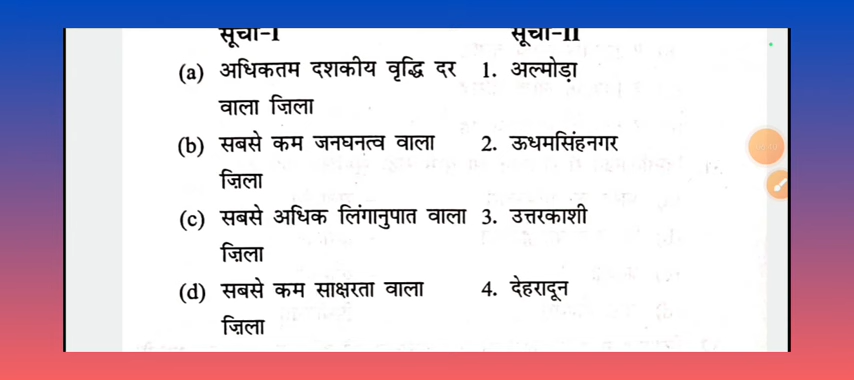 सूची-I सूची-II
(a) अधिकतम दशकीय वृद्धि दर 1. अल्मोड़ा
वाला ज़िला
(b) सबसे कम जनघनत्व वाला 2. ऊधमसिंहनगर
ज़िला
(c) सबसे अधिक लिंगानुपात वाला 3. उत्तरकाशी
ज़िला
(d) सबसे कम साक्षरता वाला 4. देहरादून
ज़िला